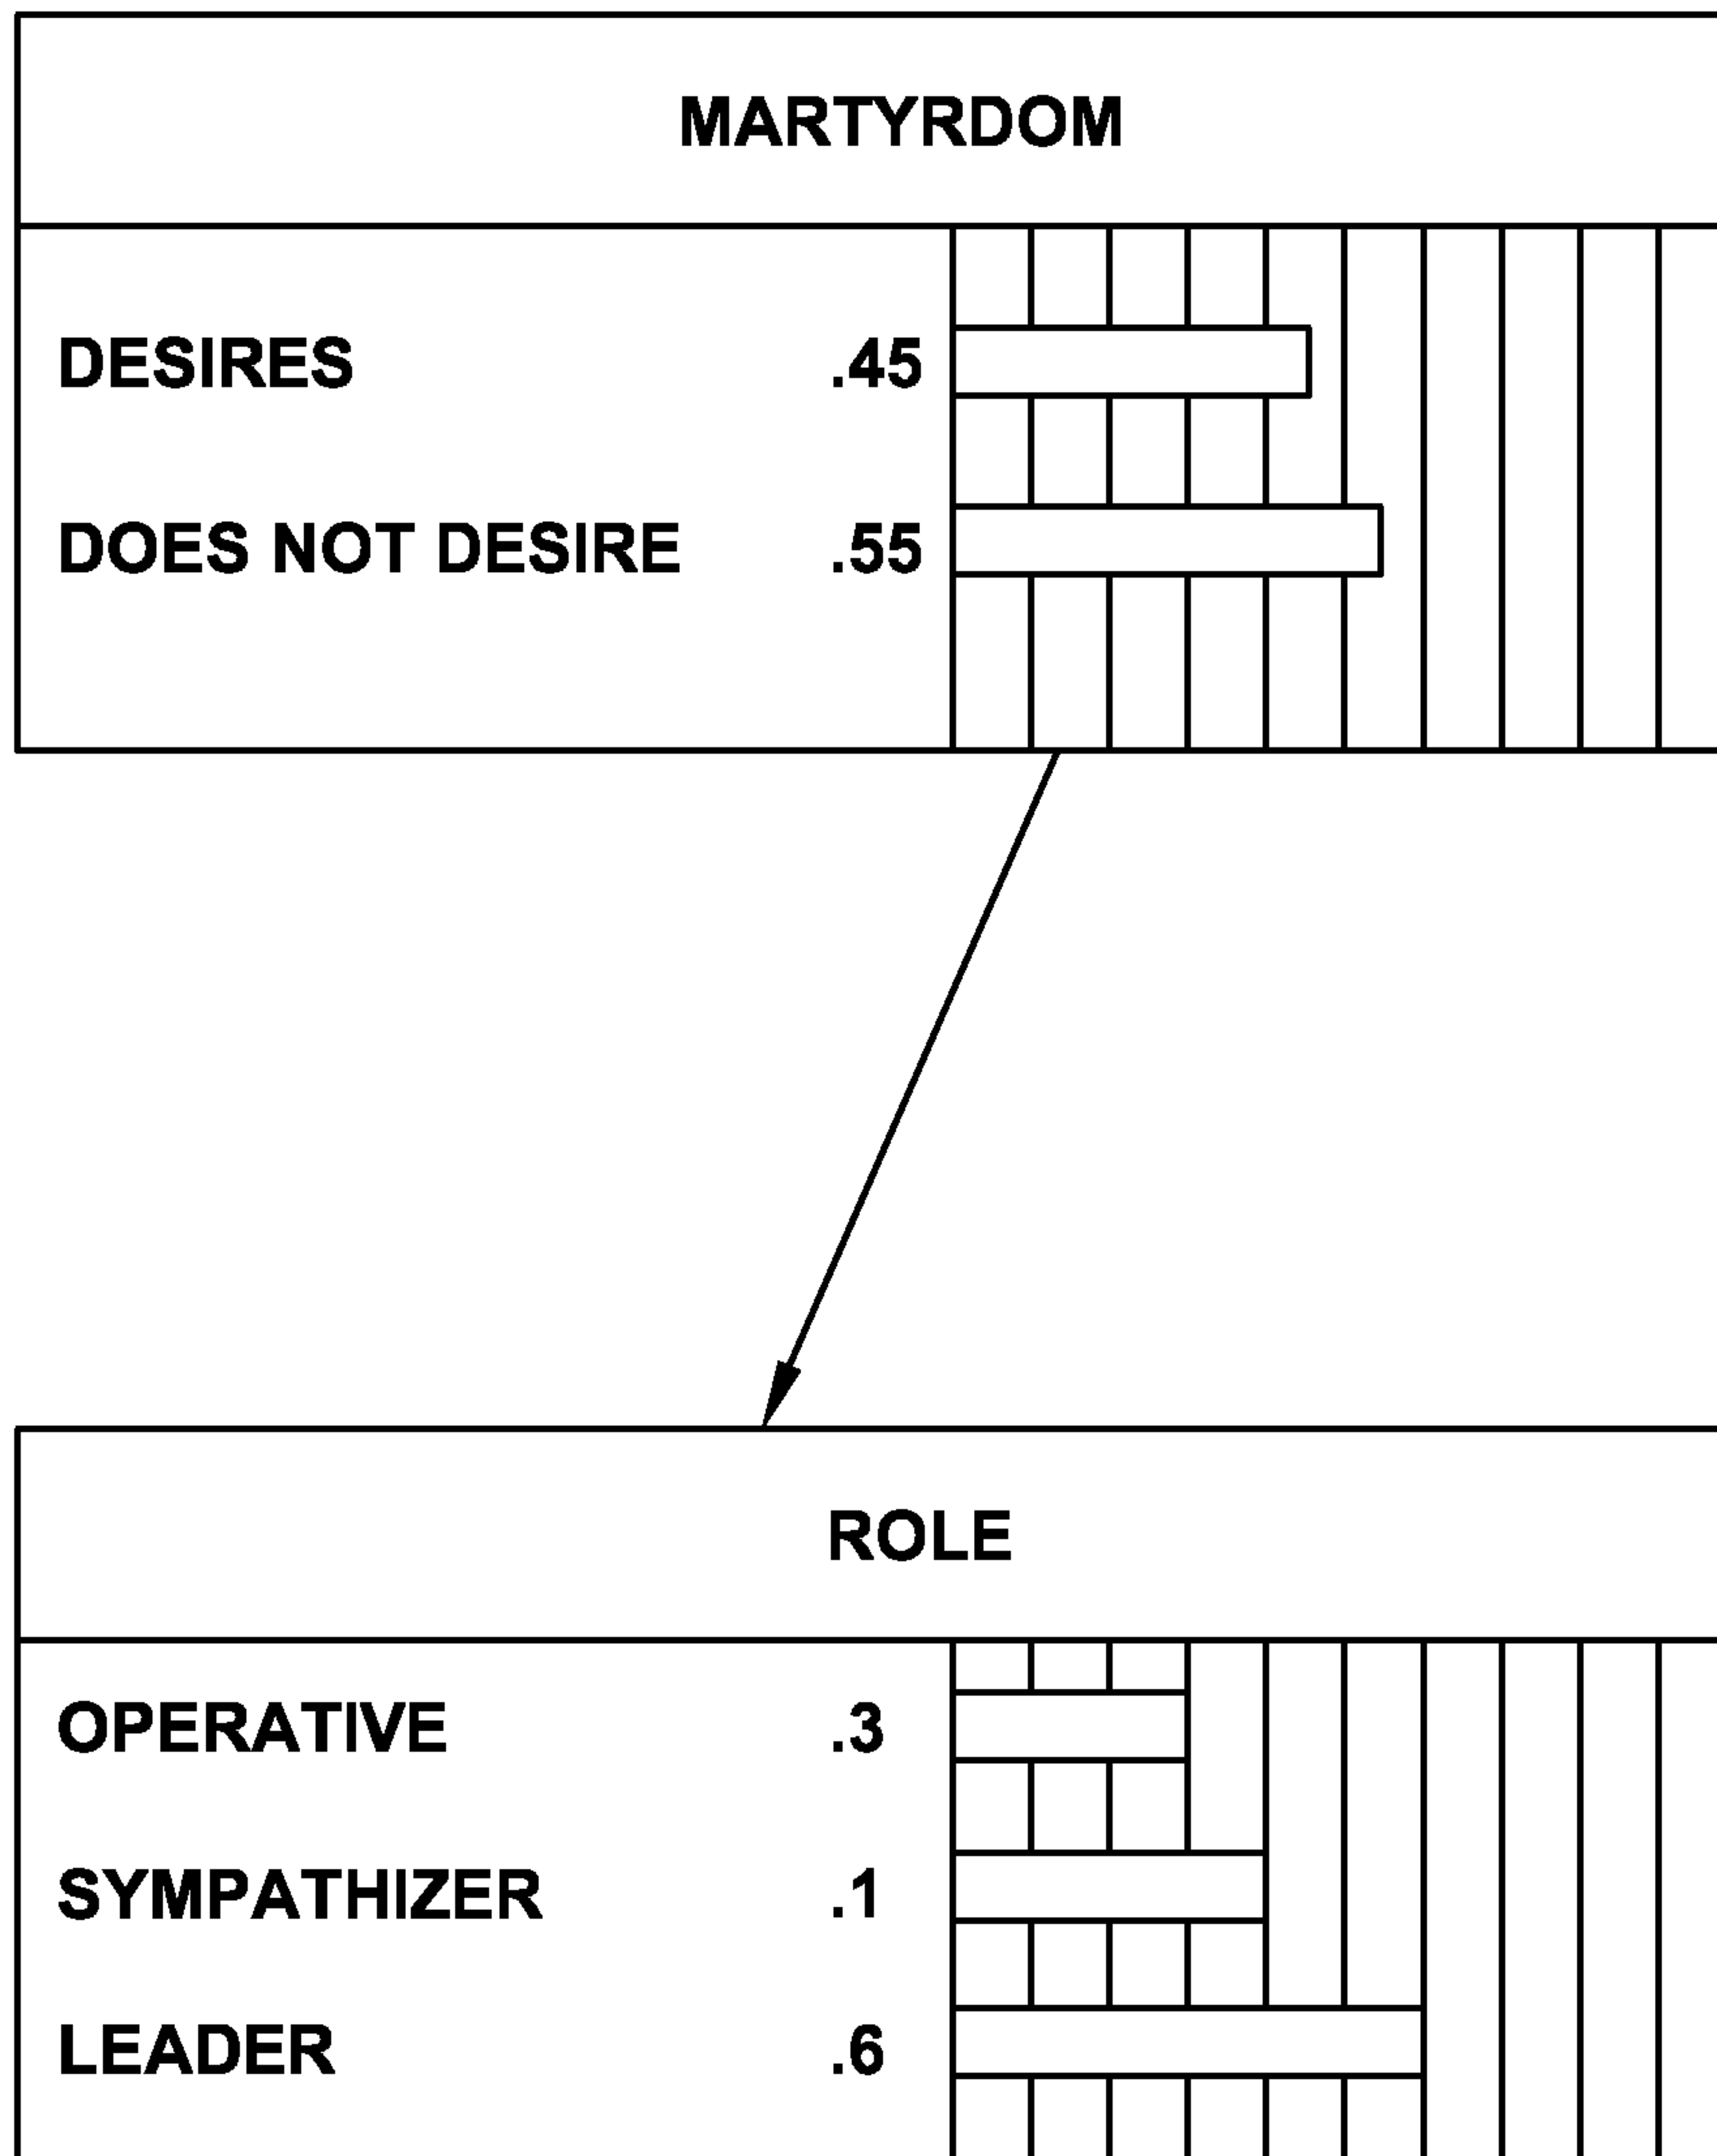 MARTYRDOM
DESIRES .45
DOES NOT DESIRE .55
ROLE
OPERATIVE .3
SYMPATHIZER .1
LEADER .6